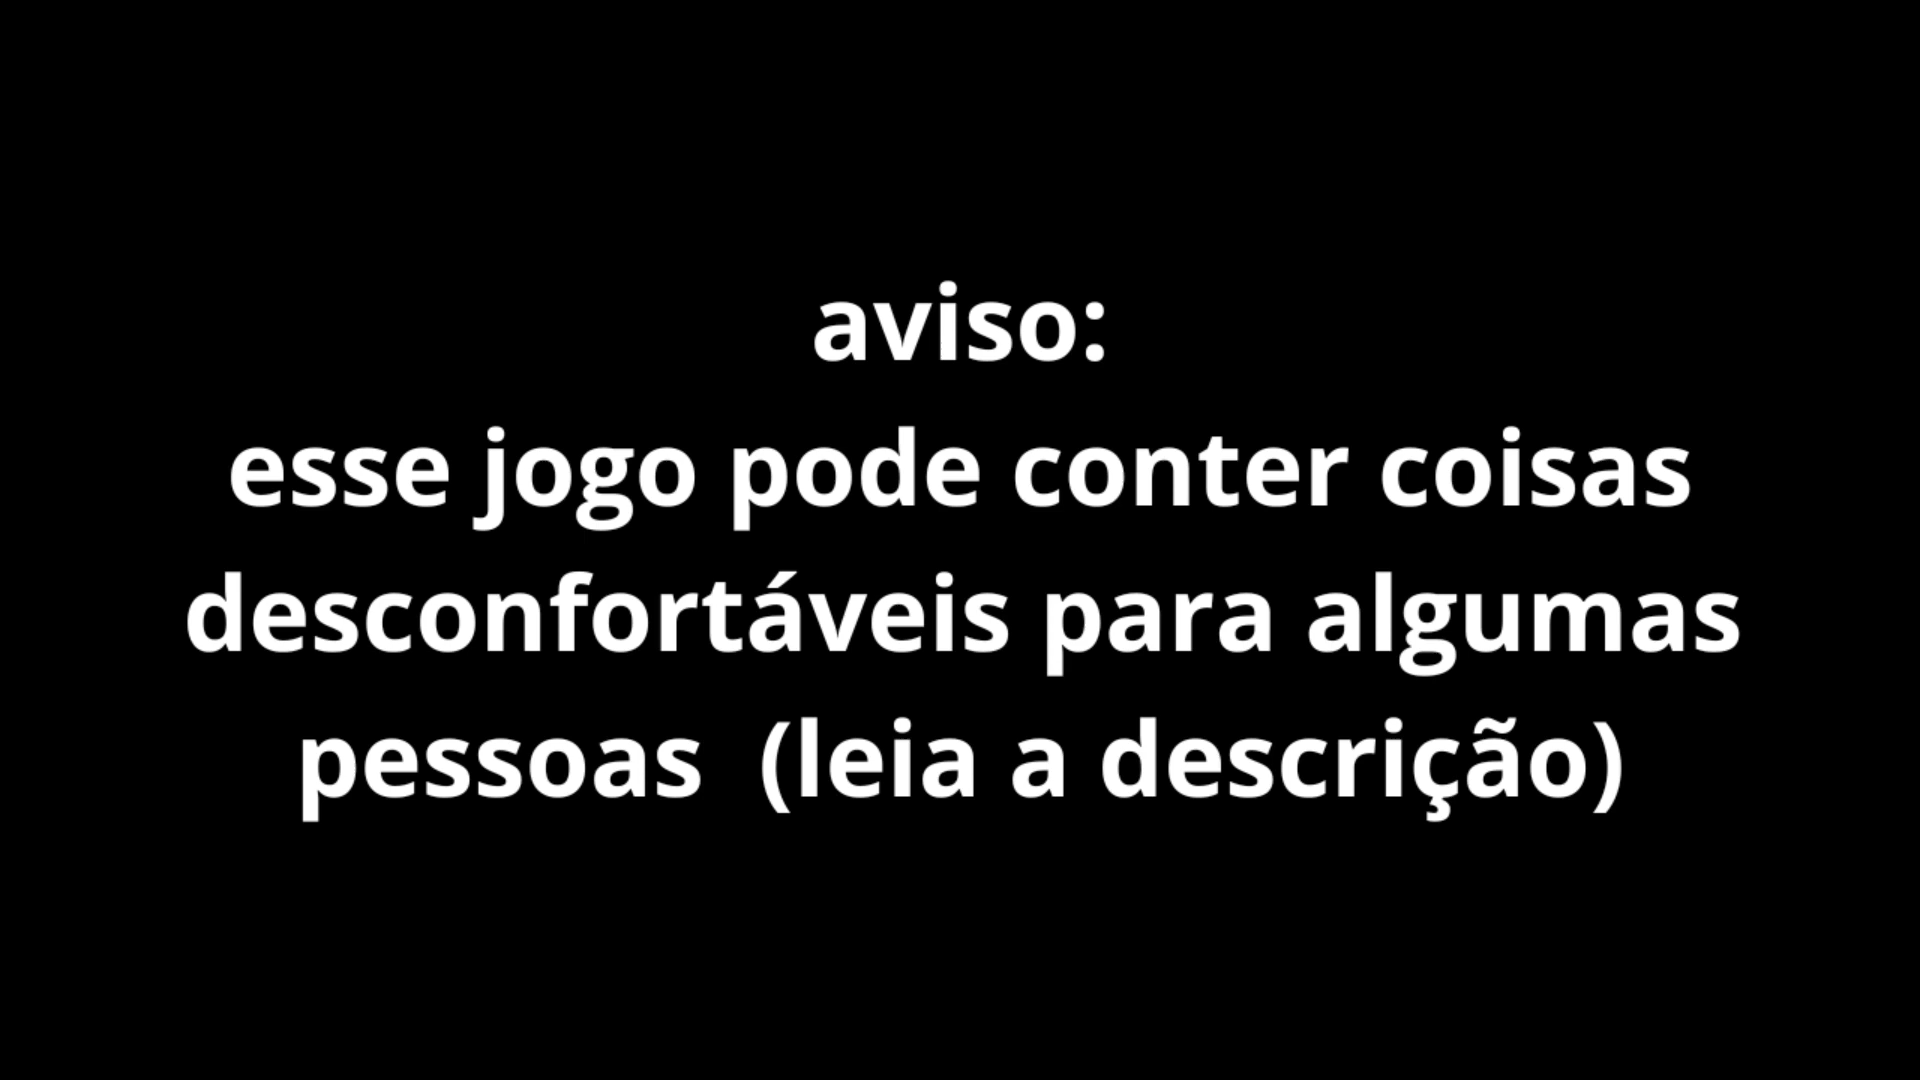 aviso:
esse jogo pode conter coisas
desconfortáveis para algumas
pessoas  (leia a descrição)